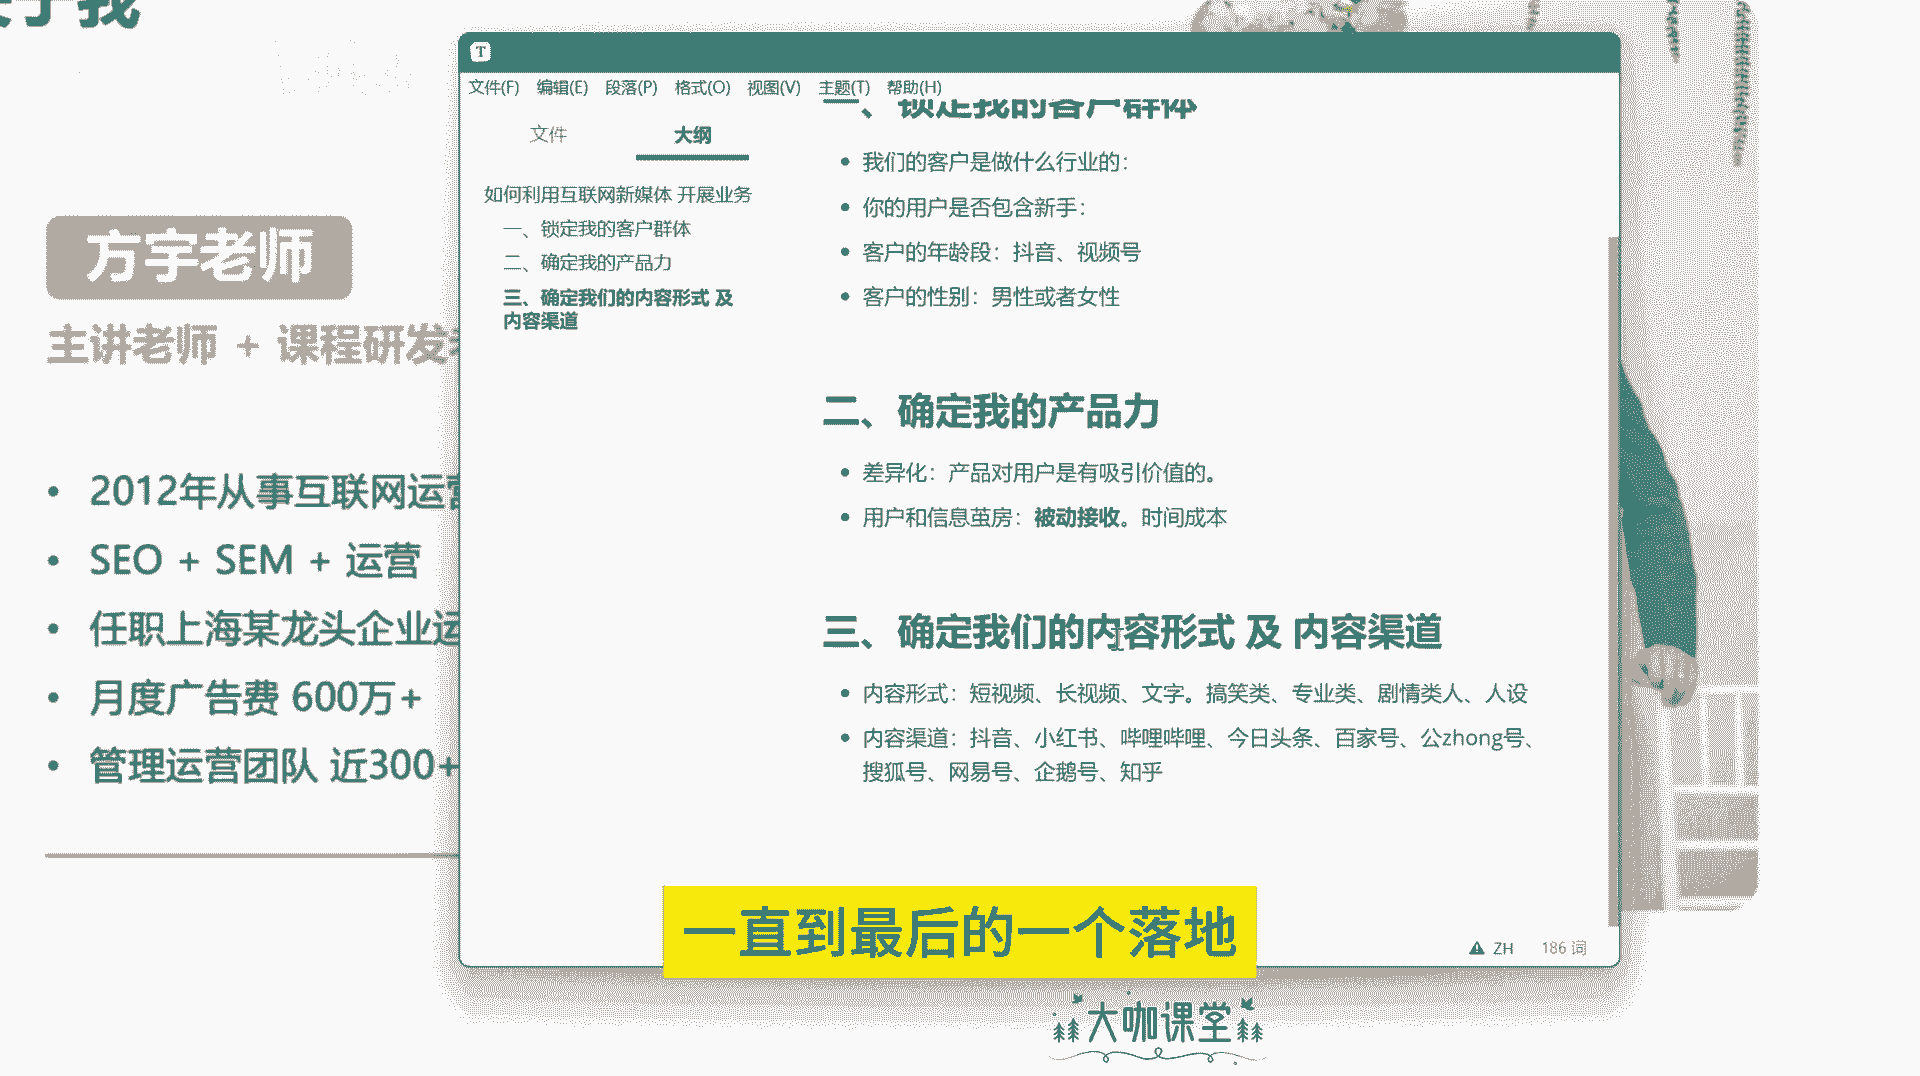 于我
方宇老师
主讲老师 + 课程研发
2012年从事互联网运营
SEO + SEM + 运营
任职上海某龙头企业运
月度广告费 600万+
管理运营团队 近300+
T
文件(F) 编辑(E) 段落(P) 格式(O) 视图(V) 主题(T) 帮助(H)
文件 大纲
如何利用互联网新媒体 开展业务
一、锁定我的客户群体
二、确定我的产品力
三、确定我们的内容形式 及
内容渠道
一、锁定我的客户群体
• 我们的客户是做什么行业的：
• 你的用户是否包含新手：
• 客户的年龄段：抖音、视频号
• 客户的性别：男性或者女性
二、确定我的产品力
• 差异化：产品对用户是有吸引价值的。
• 用户和信息茧房：被动接收。时间成本
三、确定我们的内容形式 及 内容渠道
• 内容形式：短视频、长视频、文字。搞笑类、专业类、剧情类人、人设
• 内容渠道：抖音、小红书、哔哩哔哩、今日头条、百家号、公zhong号、
搜狐号、网易号、企鹅号、知乎
ZH 186 词
一直到最后的一个落地
大咖课堂